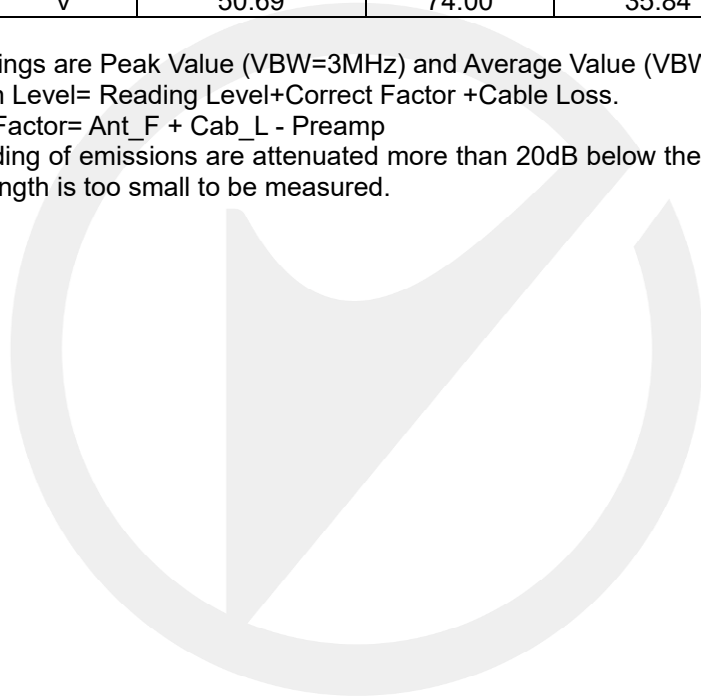 V 50.69 74.00 35.84
ings are Peak Value (VBW=3MHz) and Average Value (VBW
n Level= Reading Level+Correct Factor +Cable Loss.
Factor= Ant_F + Cab_L - Preamp
ding of emissions are attenuated more than 20dB below the
ngth is too small to be measured.